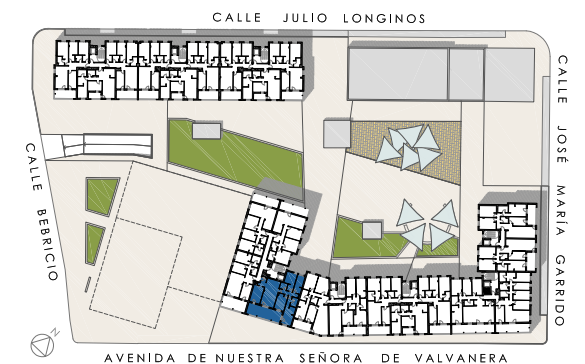 CALLE JULIO LONGINOS
CALLE JOSÉ MARÍA GARRIDO
CALLE BEBRICIO
N
AVENIDA DE NUESTRA SEÑORA DE VALVANERA